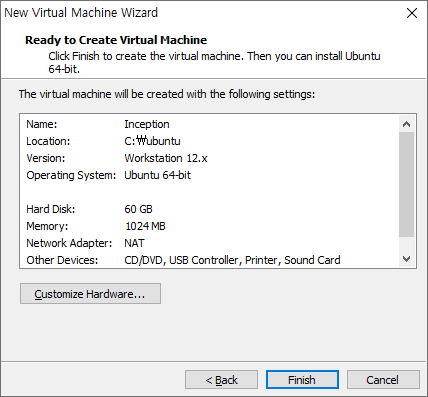 New Virtual Machine Wizard
Ready to Create Virtual Machine
Click Finish to create the virtual machine. Then you can install Ubuntu
64-bit.
The virtual machine will be created with the following settings:
Name: Inception
Location: C:₩ubuntu
Version: Workstation 12.x
Operating System: Ubuntu 64-bit
Hard Disk: 60 GB
Memory: 1024 MB
Network Adapter: NAT
Other Devices: CD/DVD, USB Controller, Printer, Sound Card
Customize Hardware...
< Back Finish Cancel